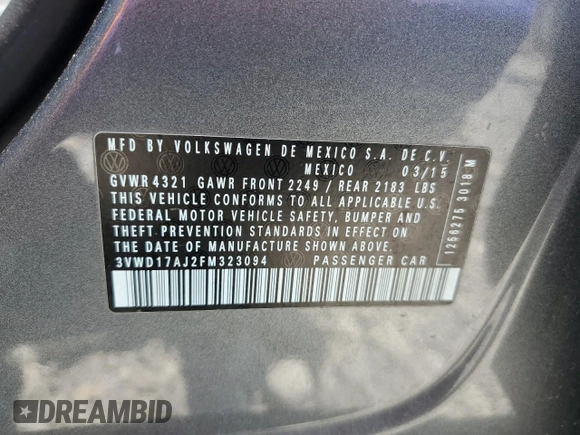 MFD BY VOLKSWAGEN DE MEXICO S.A. DE C.V.
MEXICO 03/15
GVWR 4321 GAWR FRONT 2249 / REAR 2183 LBS
THIS VEHICLE CONFORMS TO ALL APPLICABLE U.S.
FEDERAL MOTOR VEHICLE SAFETY, BUMPER AND
THEFT PREVENTION STANDARDS IN EFFECT ON
THE DATE OF MANUFACTURE SHOWN ABOVE.
3VWD17AJ2FM323094 PASSENGER CAR
1266275 3018 M
DREAMBID